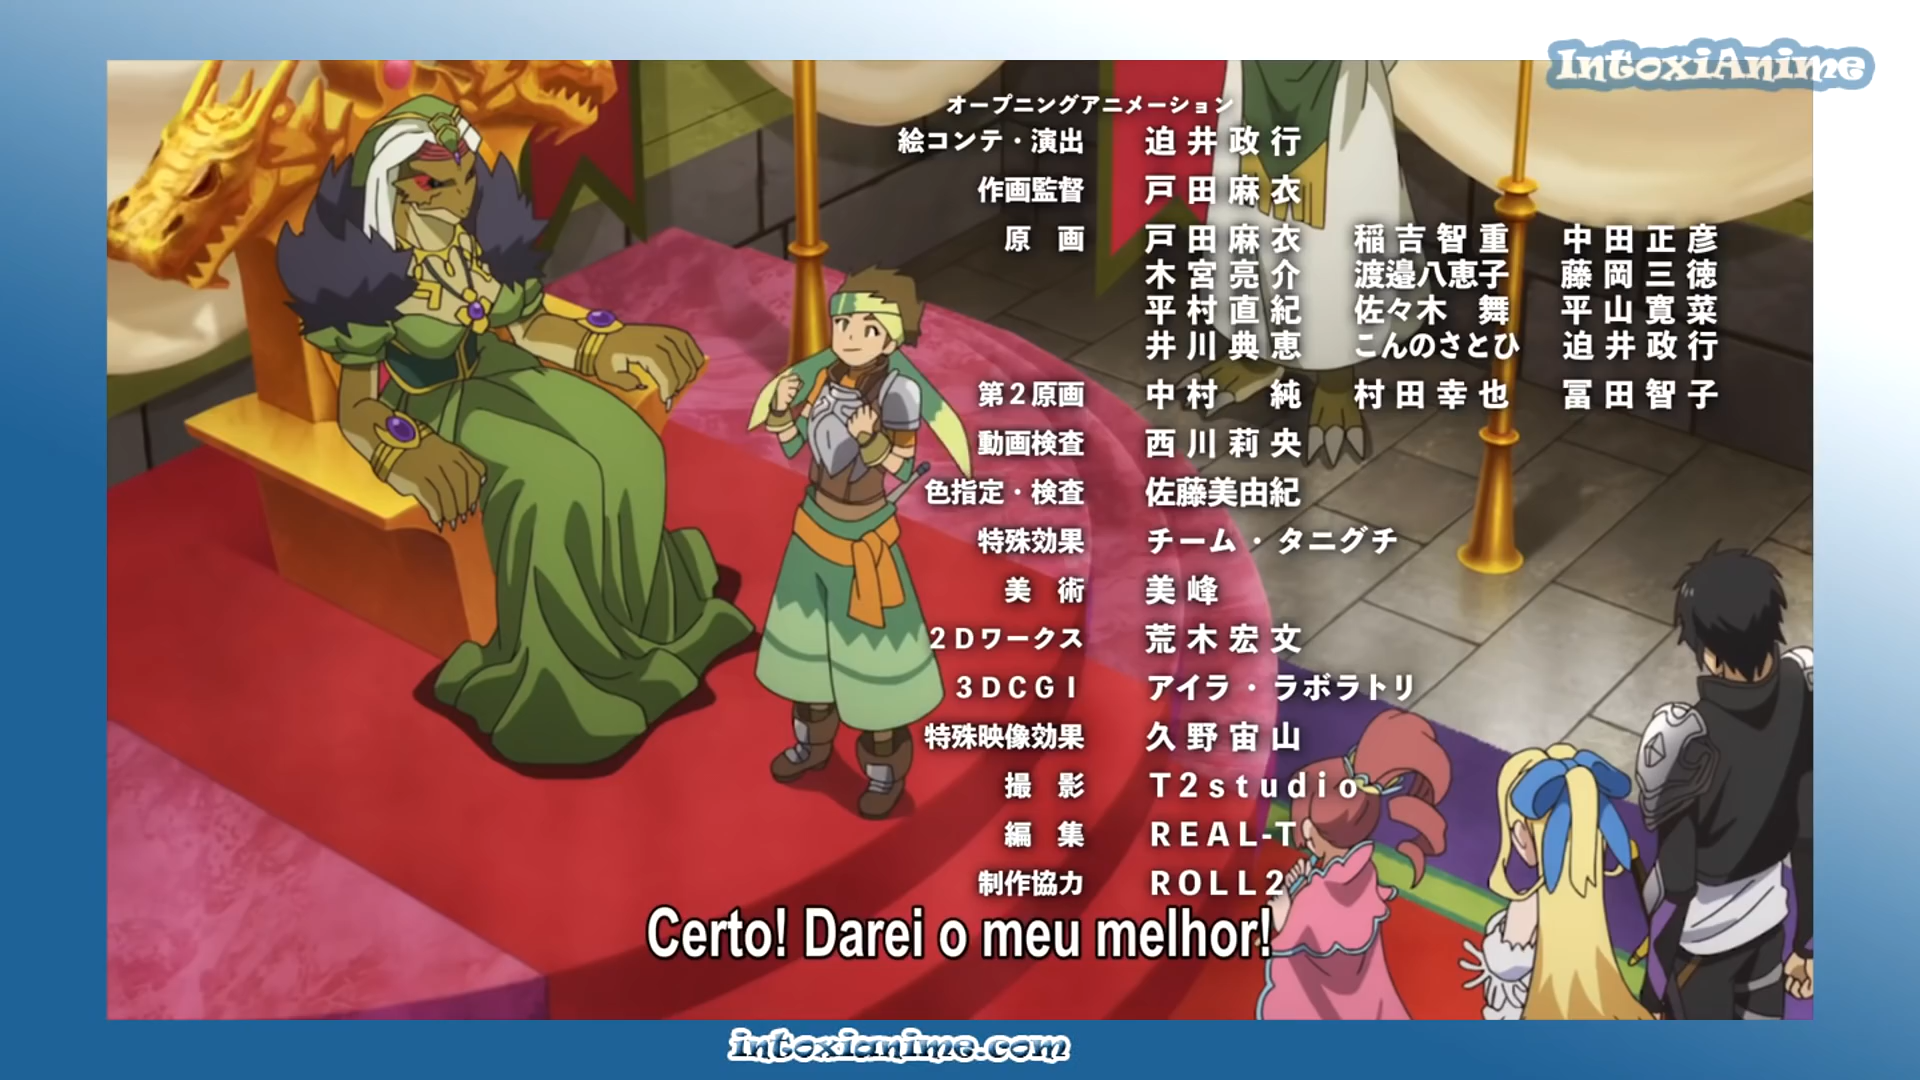 IntoxiAnime
オープニングアニメーション
絵コンテ・演出 迫井政行
作画監督 戸田麻衣
原画 戸田麻衣 稲吉智重 中田正彦
木宮亮介 渡邉八恵子 藤岡三徳
平村直紀 佐々木舞 平山寛菜
井川典恵 こんのさとひ 迫井政行
第2原画 中村純 村田幸也 冨田智子
動画検査 西川莉央
色指定・検査 佐藤美由紀
特殊効果 チーム・タニグチ
美術 美峰
2Dワークス 荒木宏文
3DCGI アイラ・ラボラトリ
特殊映像効果 久野宙山
撮影 T2studio
編集 REAL-T
制作協力 ROLL2
Certo! Darei o meu melhor!
intoxianime.com